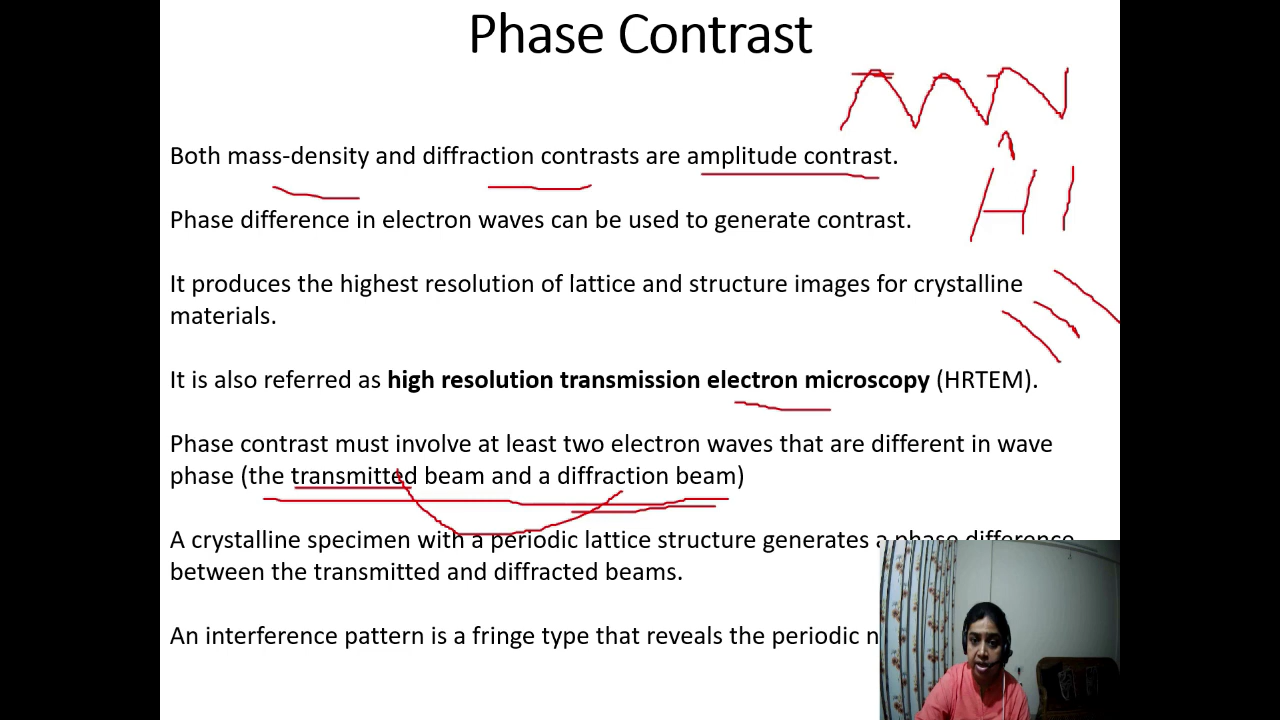 Phase Contrast
Both mass-density and diffraction contrasts are amplitude contrast.
Phase difference in electron waves can be used to generate contrast.
It produces the highest resolution of lattice and structure images for crystalline
materials.
It is also referred as high resolution transmission electron microscopy (HRTEM).
Phase contrast must involve at least two electron waves that are different in wave
phase (the transmitted beam and a diffraction beam)
A crystalline specimen with a periodic lattice structure generates a phase difference
between the transmitted and diffracted beams.
An interference pattern is a fringe type that reveals the periodic